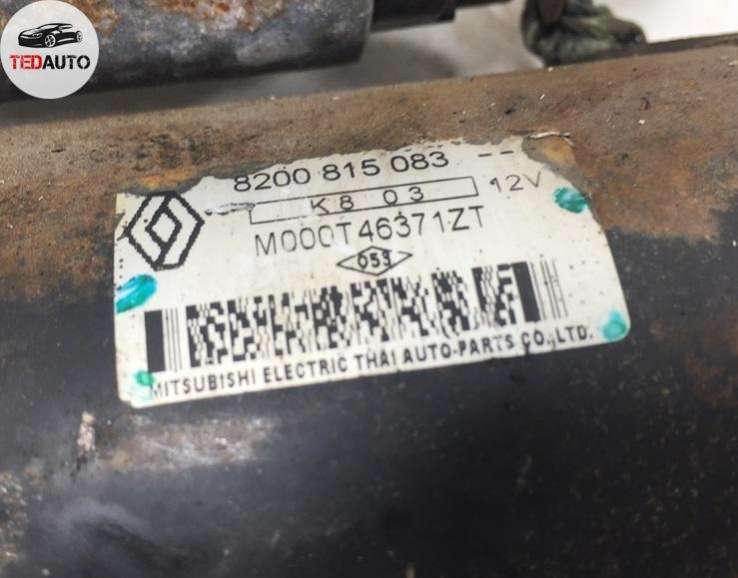 TEDAUTO
8200 815 083 --
K8 03
12V
M000T46371ZT
053
MITSUBISHI ELECTRIC THAI AUTO-PARTS CO.,LTD.